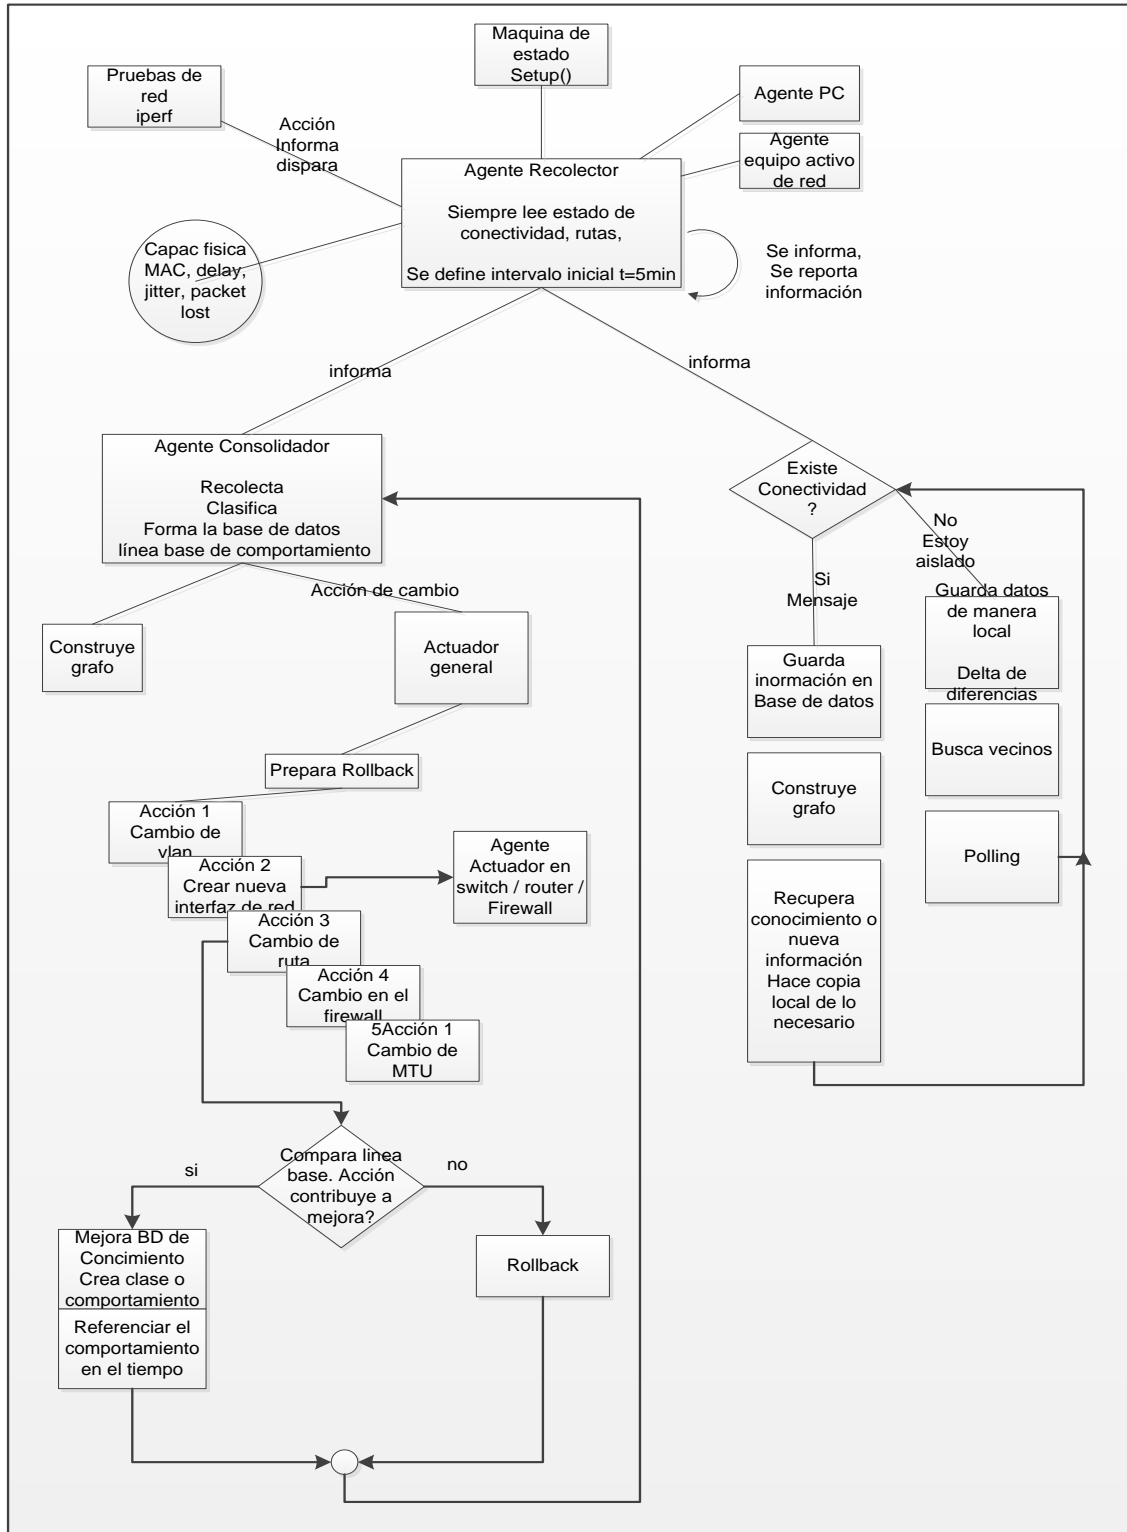 Maquina de
estado
Setup()
Pruebas de
red
iperf
Agente PC
Acción
Informa
dispara
Agente
equipo activo
de red
Agente Recolector
Siempre lee estado de
conectividad, rutas,
Se define intervalo inicial t=5min
Capac fisica
MAC, delay,
jitter, packet
lost
Se informa,
Se reporta
información
informa
informa
Agente Consolidador
Recolecta
Clasifica
Forma la base de datos
línea base de comportamiento
Existe
Conectividad
?
No
Estoy
aislado
Si
Mensaje
Acción de cambio
Construye
grafo
Actuador
general
Guarda datos
de manera
local
Delta de
diferencias
Guarda
inormación en
Base de datos
Busca vecinos
Prepara Rollback
Construye
grafo
Polling
Acción 1
Cambio de
vlan
Acción 2
Crear nueva
interfaz de red
Agente
Actuador en
switch / router /
Firewall
Acción 3
Cambio de
ruta
Acción 4
Cambio en el
firewall
5Acción 1
Cambio de
MTU
Recupera
conocimiento o
nueva
información
Hace copia
local de lo
necesario
Compara linea
base. Acción
contribuye a
mejora?
si
no
Mejora BD de
Concimiento
Crea clase o
comportamiento
Referenciar el
comportamiento
en el tiempo
Rollback